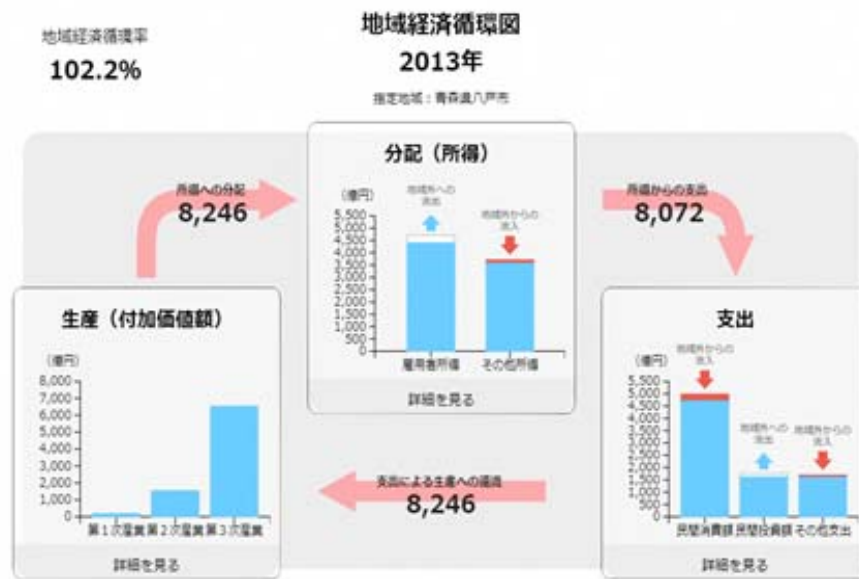 地域経済循環率
102.2%
地域経済循環図
2013年
指定地域：青森県八戸市
分配（所得）
（億円）
地域外への
流出
地域外からの
流入
5,500
5,000
4,500
4,000
3,500
3,000
2,500
2,000
1,500
1,000
500
0
雇用者所得
その他所得
詳細を見る
所得への分配
8,246
所得からの支出
8,072
生産（付加価値額）
（億円）
8,000
7,000
6,000
5,000
4,000
3,000
2,000
1,000
0
第1次産業
第2次産業
第3次産業
詳細を見る
支出
（億円）
地域外からの
流入
地域外への
流出
地域外からの
流入
5,500
5,000
4,500
4,000
3,500
3,000
2,500
2,000
1,500
1,000
500
0
民間消費額
民間投資額
その他支出
詳細を見る
支出による生産への還流
8,246